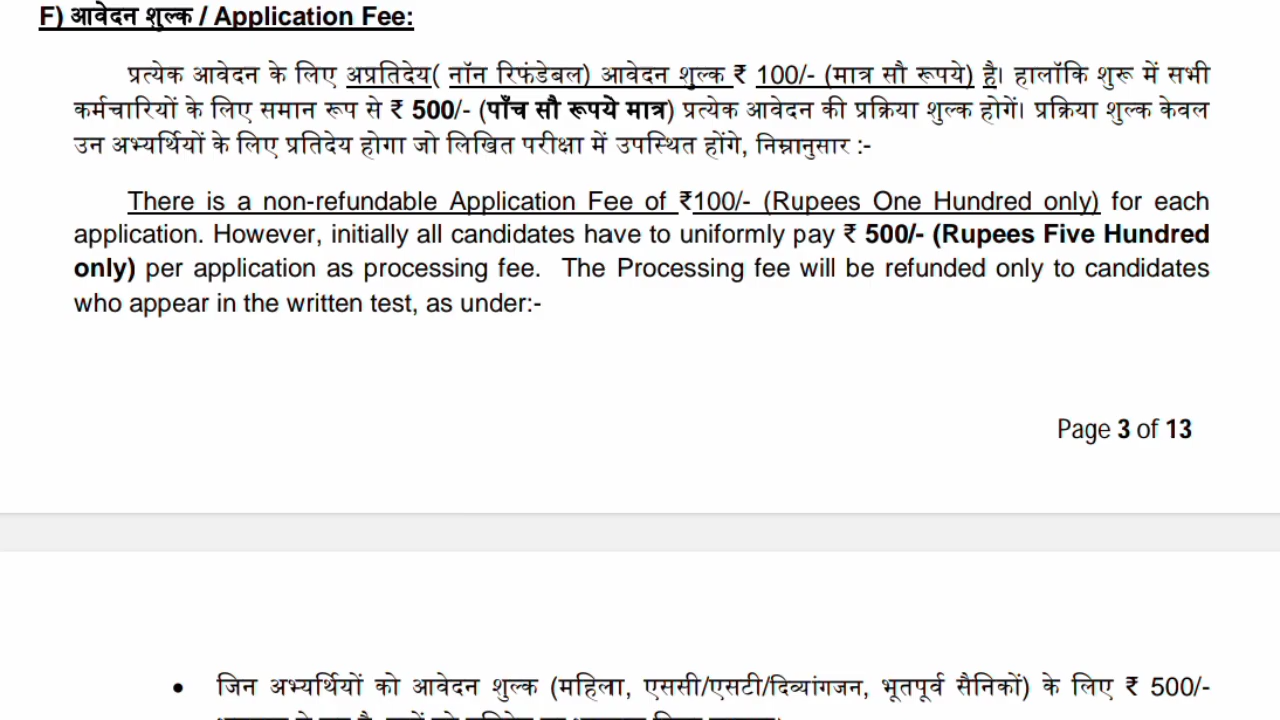 F) आवेदन शुल्क / Application Fee:
प्रत्येक आवेदन के लिए अप्रतिदेय( नॉन रिफंडेबल) आवेदन शुल्क ₹ 100/- (मात्र सौ रूपये) है। हालॉकि शुरू में सभी
कर्मचारियों के लिए समान रूप से ₹ 500/- (पाँच सौ रूपये मात्र) प्रत्येक आवेदन की प्रक्रिया शुल्क होगें। प्रक्रिया शुल्क केवल
उन अभ्यर्थियों के लिए प्रतिदेय होगा जो लिखित परीक्षा में उपस्थित होंगे, निम्नानुसार :-
There is a non-refundable Application Fee of ₹100/- (Rupees One Hundred only) for each
application. However, initially all candidates have to uniformly pay ₹ 500/- (Rupees Five Hundred
only) per application as processing fee. The Processing fee will be refunded only to candidates
who appear in the written test, as under:-
Page 3 of 13
• जिन अभ्यर्थियों को आवेदन शुल्क (महिला, एससी/एसटी/दिव्यांगजन, भूतपूर्व सैनिकों) के लिए ₹ 500/-